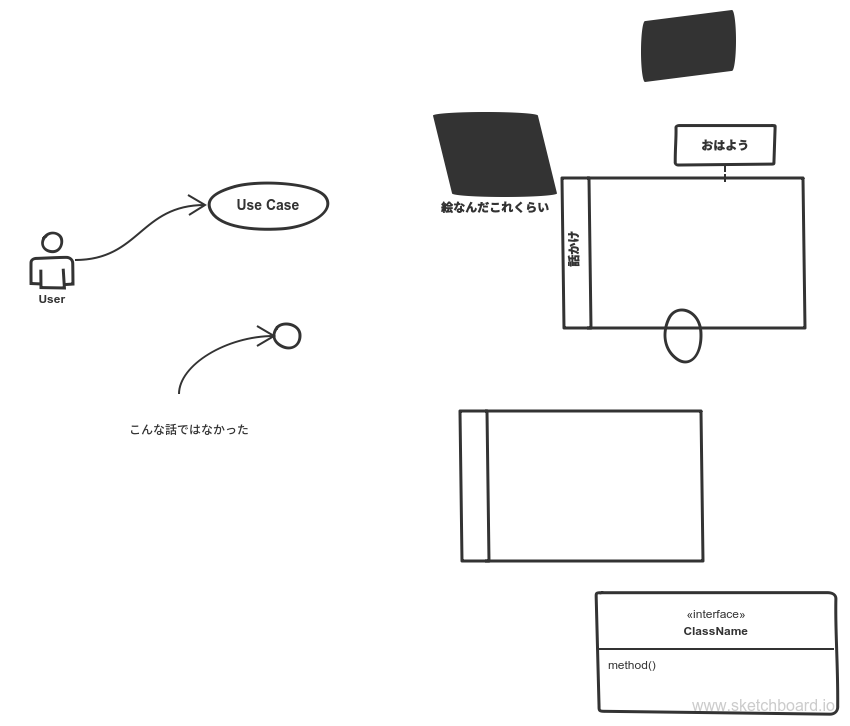 おはよう
Use Case
絵なんだこれくらい
話かけ
User
こんな話ではなかった
«interface»
ClassName
method()
www.sketchboard.io